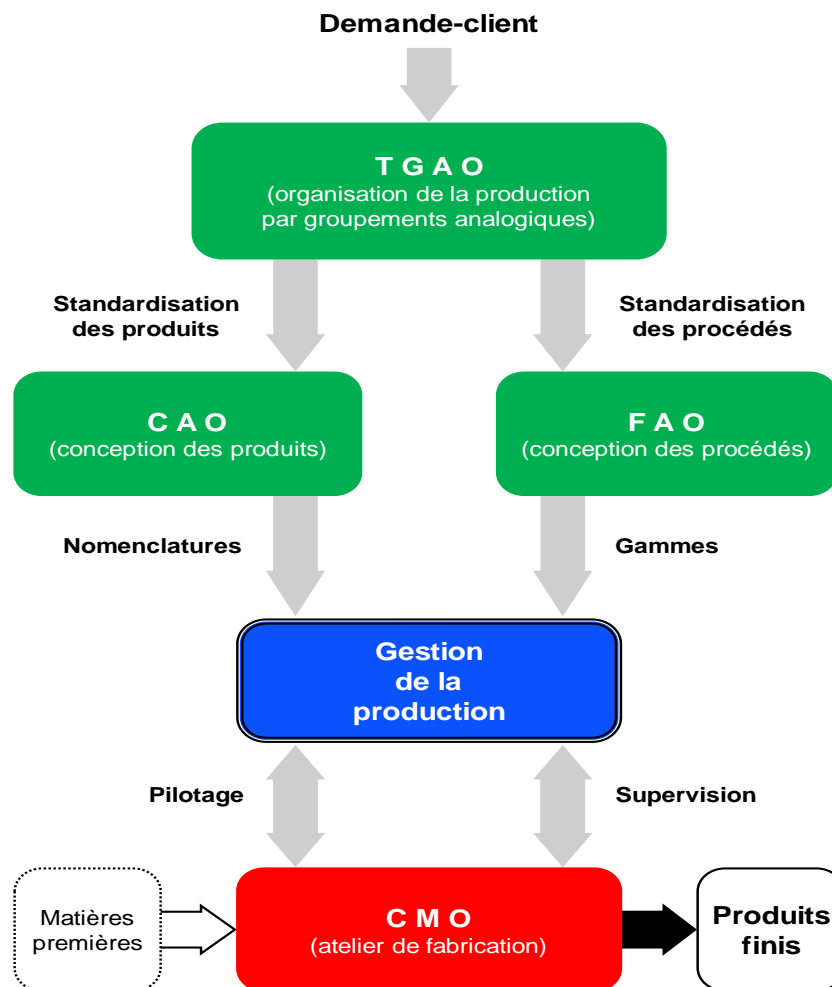 Demande-client
T G A O
(organisation de la production
par groupements analogiques)
Standardisation
des produits
Standardisation
des procédés
C A O
(conception des produits)
F A O
(conception des procédés)
Nomenclatures
Gammes
Gestion
de la
production
Pilotage
Supervision
Matières
premières
C M O
(atelier de fabrication)
Produits
finis